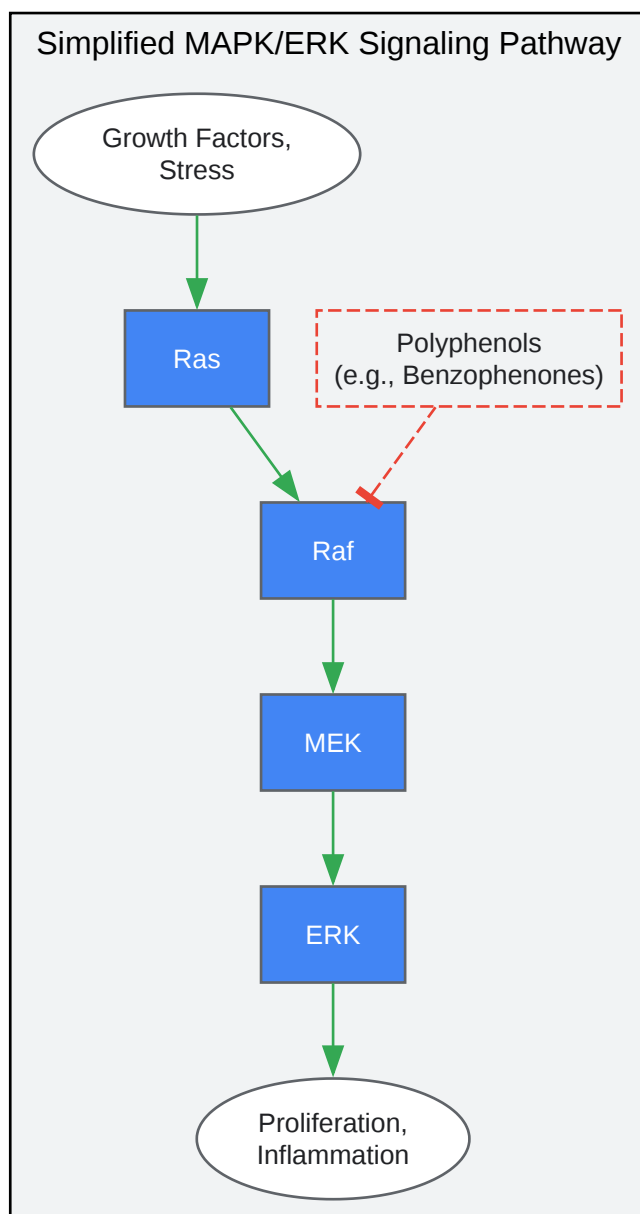 Simplified MAPK/ERK Signaling Pathway
Growth Factors,
Stress
Ras
Polyphenols
(e.g., Benzophenones)
Raf
MEK
ERK
Proliferation,
Inflammation